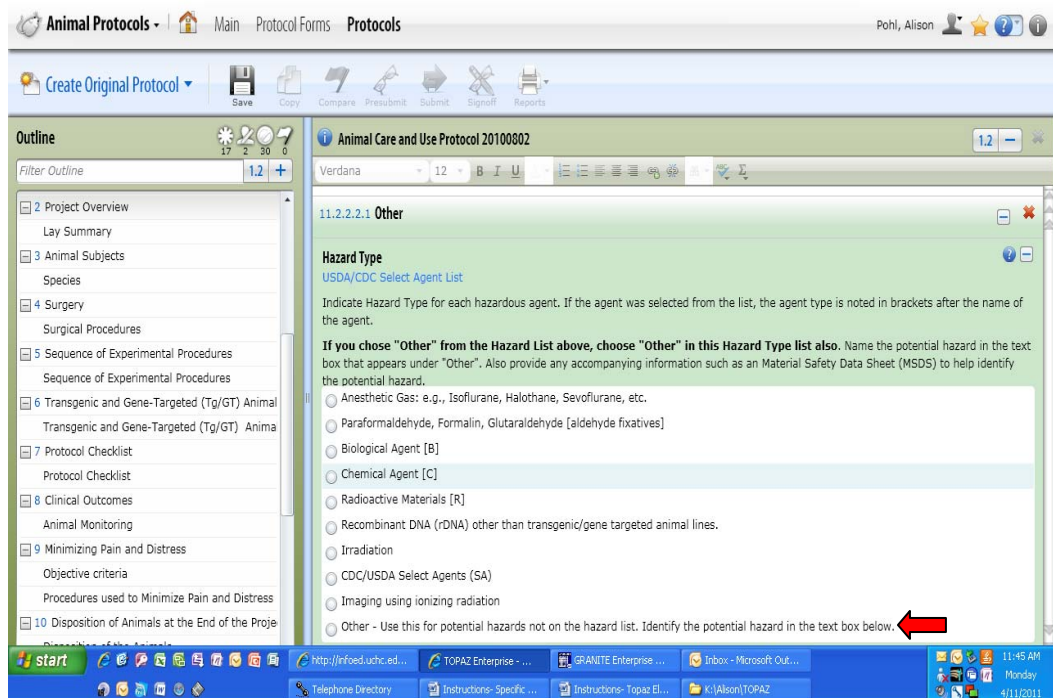 Animal Protocols
Main
Protocol Forms
Protocols
Pohl, Alison
Create Original Protocol
Save
Copy
Compare
Presubmit
Submit
Signoff
Reports
Outline
17 2 30 0
Filter Outline
1.2 +
2 Project Overview
Lay Summary
3 Animal Subjects
Species
4 Surgery
Surgical Procedures
5 Sequence of Experimental Procedures
Sequence of Experimental Procedures
6 Transgenic and Gene-Targeted (Tg/GT) Animal
Transgenic and Gene-Targeted (Tg/GT) Anima
7 Protocol Checklist
Protocol Checklist
8 Clinical Outcomes
Animal Monitoring
9 Minimizing Pain and Distress
Objective criteria
Procedures used to Minimize Pain and Distress
10 Disposition of Animals at the End of the Proje
Disposition of the Animals
Animal Care and Use Protocol 20100802
1.2
Verdana
12
B I U
11.2.2.2.1 Other
Hazard Type
USDA/CDC Select Agent List
Indicate Hazard Type for each hazardous agent. If the agent was selected from the list, the agent type is noted in brackets after the name of
the agent.
If you chose "Other" from the Hazard List above, choose "Other" in this Hazard Type list also. Name the potential hazard in the text
box that appears under "Other". Also provide any accompanying information such as an Material Safety Data Sheet (MSDS) to help identify
the potential hazard.
Anesthetic Gas: e.g., Isoflurane, Halothane, Sevoflurane, etc.
Paraformaldehyde, Formalin, Glutaraldehyde [aldehyde fixatives]
Biological Agent [B]
Chemical Agent [C]
Radioactive Materials [R]
Recombinant DNA (rDNA) other than transgenic/gene targeted animal lines.
Irradiation
CDC/USDA Select Agents (SA)
Imaging using ionizing radiation
Other - Use this for potential hazards not on the hazard list. Identify the potential hazard in the text box below.
start
http://infoed.uchc.ed...
TOPAZ Enterprise - ...
GRANITE Enterprise ...
Inbox - Microsoft Out...
11:45 AM
Telephone Directory
Instructions- Specific ...
Instructions- Topaz El...
K:\Alison\TOPAZ
Monday
4/11/2011